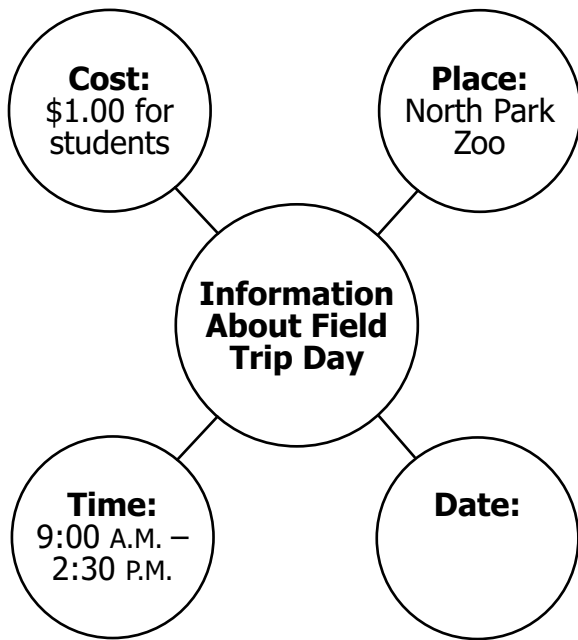 Cost:
$1.00 for
students
Place:
North Park
Zoo
Information
About Field
Trip Day
Time:
9:00 A.M. –
2:30 P.M.
Date: